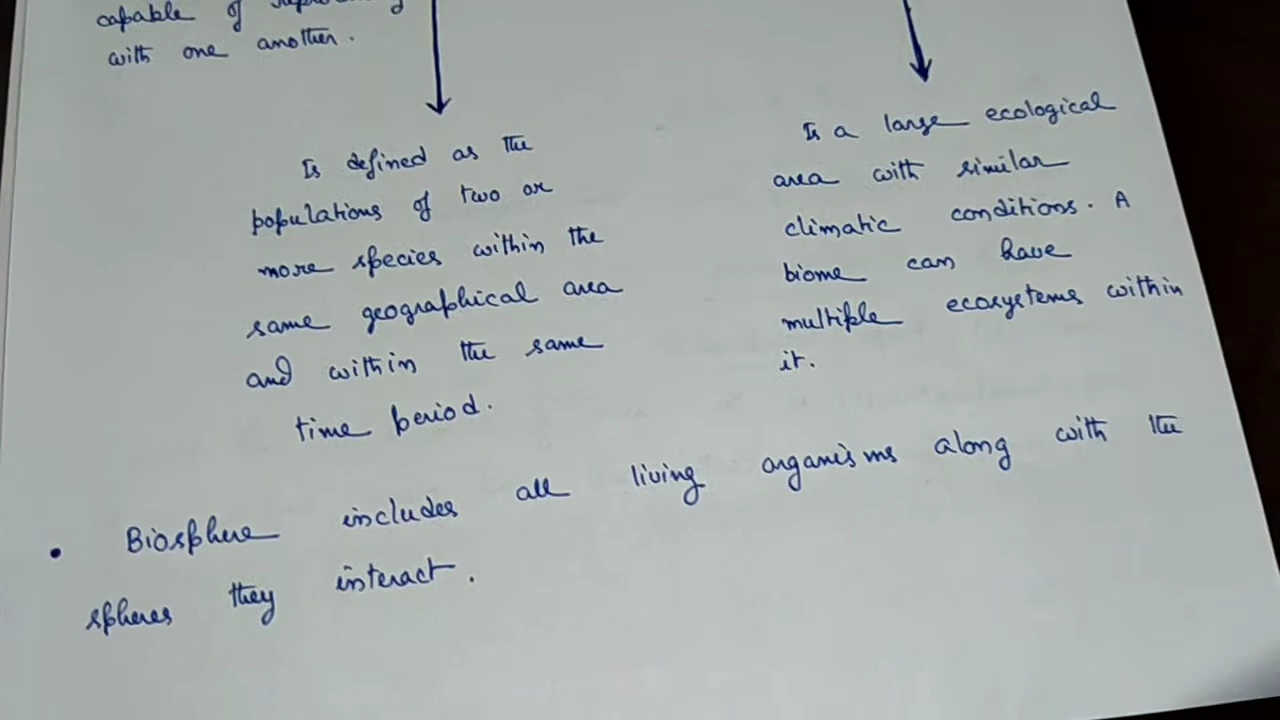 capable of
with one another.
Is defined as the
populations of two or
more species within the
same geographical area
and within the same
time period.
Is a large ecological
area with similar
climatic conditions. A
biome can have
multiple ecosystems within
it.
• Biosphere includes all living organisms along with the
spheres they interact.